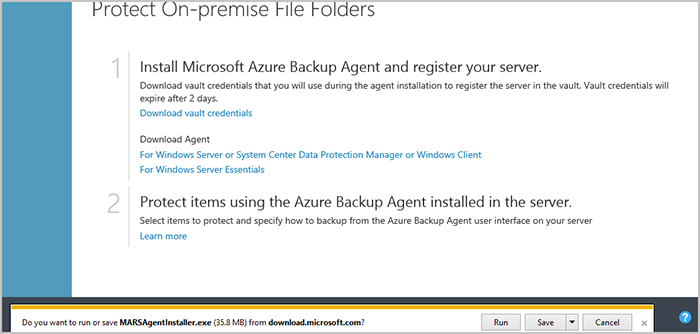 Protect On-premise File Folders
1
Install Microsoft Azure Backup Agent and register your server.
Download vault credentials that you will use during the agent installation to register the server in the vault. Vault credentials will
expire after 2 days.
Download vault credentials
Download Agent
For Windows Server or System Center Data Protection Manager or Windows Client
For Windows Server Essentials
2
Protect items using the Azure Backup Agent installed in the server.
Select items to protect and specify how to backup from the Azure Backup Agent user interface on your server
Learn more
Do you want to run or save MARSAgentInstaller.exe (35.8 MB) from download.microsoft.com?
Run
Save
Cancel
×
?